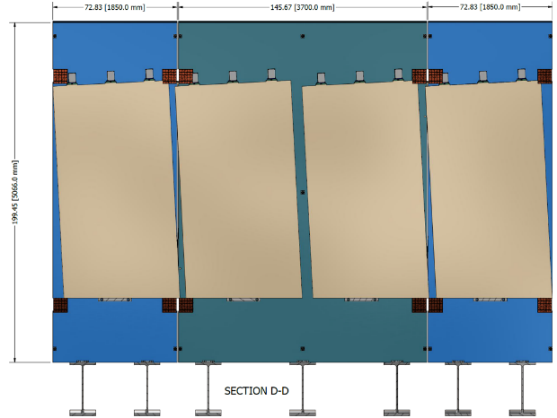 72.83 [1850.0 mm]
145.67 [3700.0 mm]
72.83 [1850.0 mm]
199.45 [5066.0 mm]
SECTION D-D